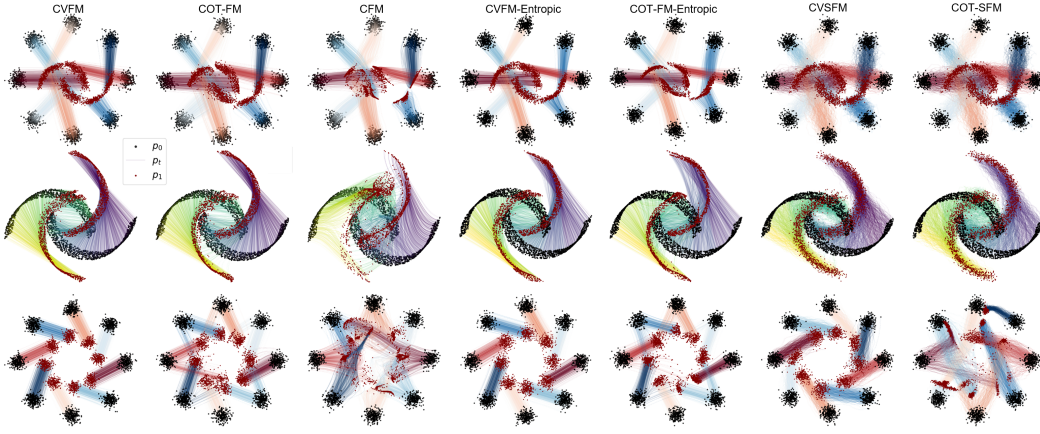 CVFM COT-FM CFM CVFM-Entropic COT-FM-Entropic CVSFM COT-SFM
p₀
pₜ
p₁